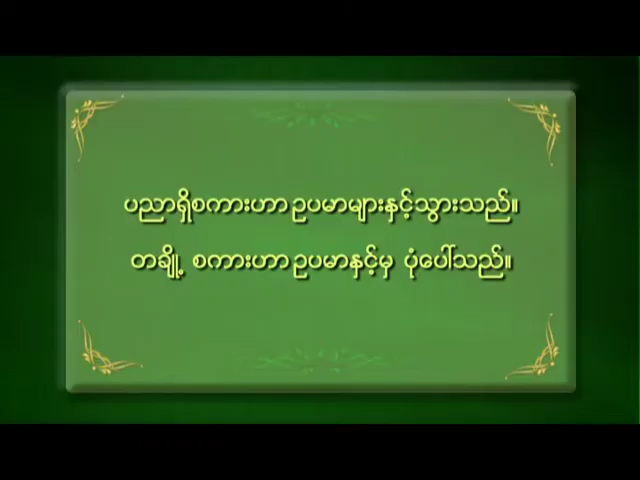 ပညာရှိစကားဟာ ဥပမာများနှင့်သွားသည်။
တချို့ စကားဟာ ဥပမာနှင့်မှ ပုံပေါ်သည်။